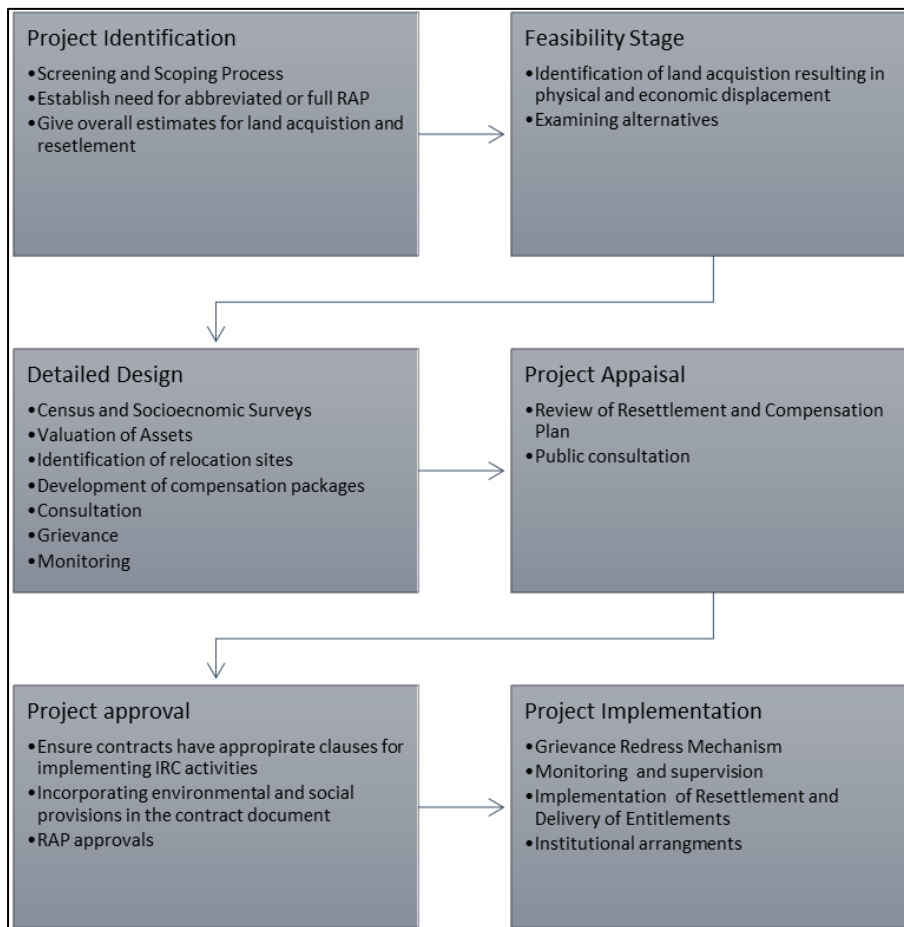 Project Identification
•Screening and Scoping Process
•Establish need for abbreviated or full RAP
•Give overall estimates for land acquistion and
resetlement
Feasibility Stage
•Identification of land acquistion resulting in
physical and economic displacement
•Examining alternatives
Detailed Design
•Census and Socioecnomic Surveys
•Valuation of Assets
•Identification of relocation sites
•Development of compensation packages
•Consultation
•Grievance
•Monitoring
Project Appaisal
•Review of Resettlement and Compensation
Plan
•Public consultation
Project approval
•Ensure contracts have appropirate clauses for
implementing IRC activities
•Incorporating environmental and social
provisions in the contract document
•RAP approvals
Project Implementation
•Grievance Redress Mechanism
•Monitoring and supervision
•Implementation of Resettlement and
Delivery of Entitlements
•Institutional arrangments